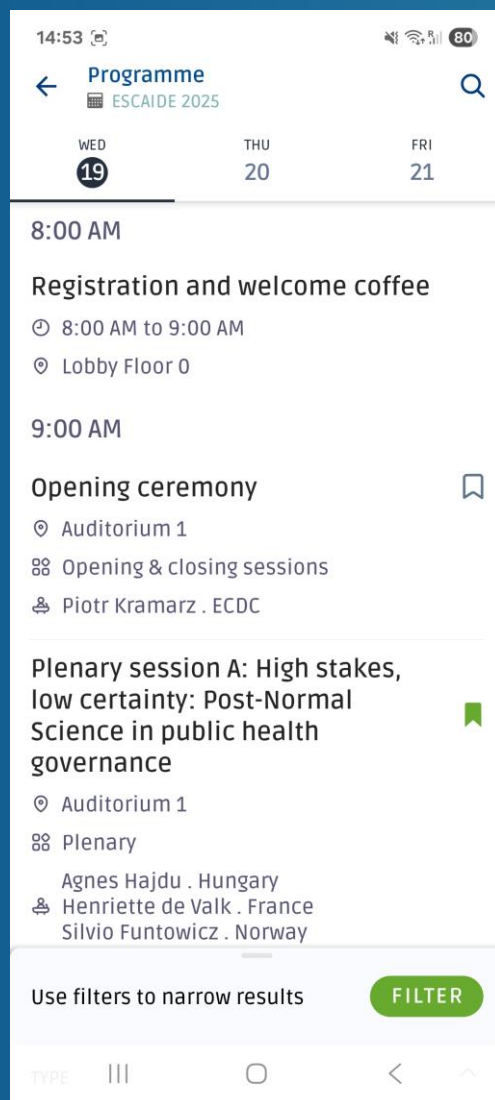 14:53
80
Programme
ESCAIDE 2025
WED THU FRI
19 20 21
8:00 AM
Registration and welcome coffee
8:00 AM to 9:00 AM
Lobby Floor 0
9:00 AM
Opening ceremony
Auditorium 1
Opening & closing sessions
Piotr Kramarz . ECDC
Plenary session A: High stakes,
low certainty: Post-Normal
Science in public health
governance
Auditorium 1
Plenary
Agnes Hajdu . Hungary
Henriette de Valk . France
Silvio Funtowicz . Norway
Use filters to narrow results
FILTER
TYPE